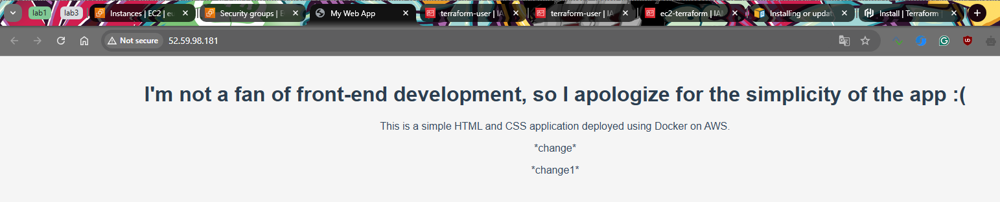 lab1
lab3
Instances | EC2 | eu
Security groups | E
My Web App
terraform-user | IA
terraform-user | IA
ec2-terraform | IAI
Installing or updat
Install | Terraform
Not secure 52.59.98.181
I'm not a fan of front-end development, so I apologize for the simplicity of the app :(
This is a simple HTML and CSS application deployed using Docker on AWS.
*change*
*change1*